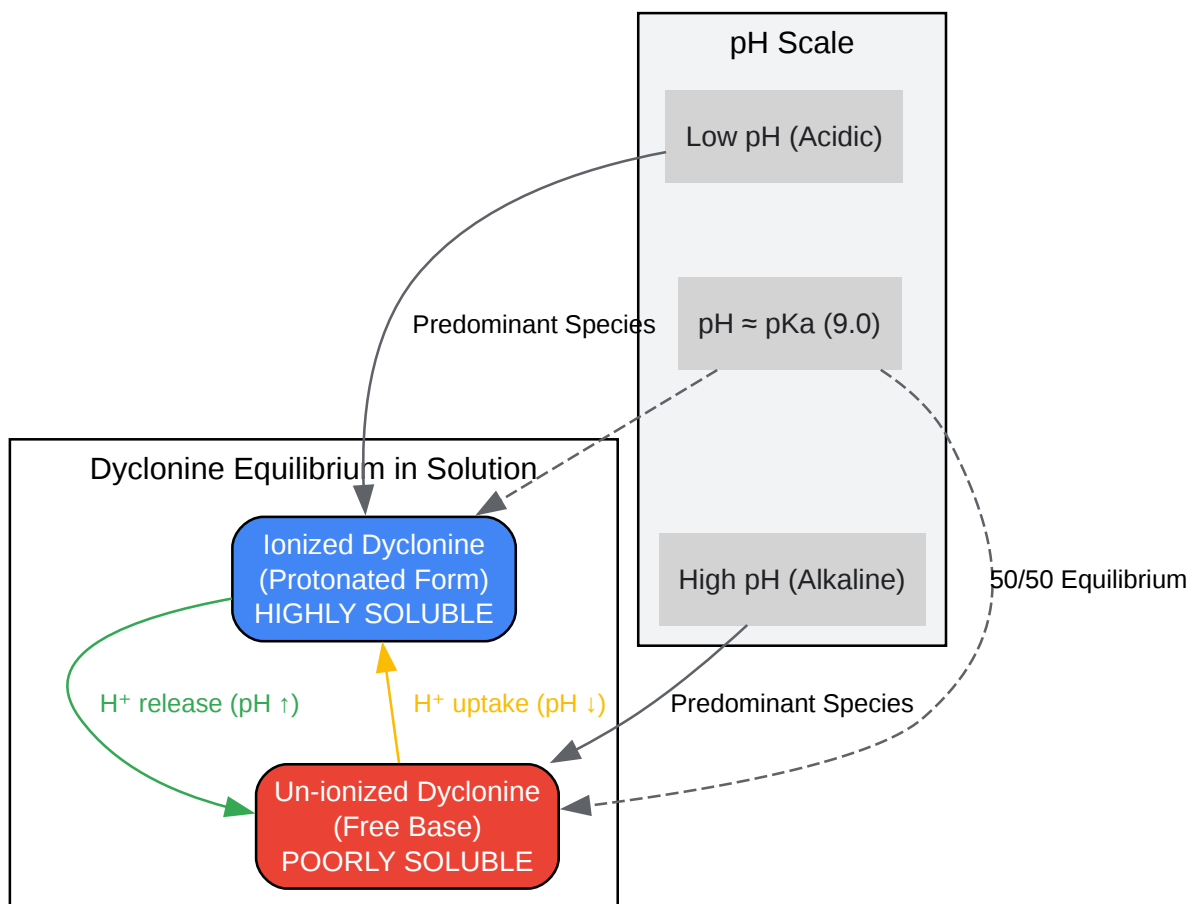 pH Scale
Low pH (Acidic)
Predominant Species
pH ≈ pKa (9.0)
Dyclonine Equilibrium in Solution
Ionized Dyclonine
(Protonated Form)
HIGHLY SOLUBLE
High pH (Alkaline)
50/50 Equilibrium
H⁺ release (pH ↑)
H⁺ uptake (pH ↓)
Predominant Species
Un-ionized Dyclonine
(Free Base)
POORLY SOLUBLE